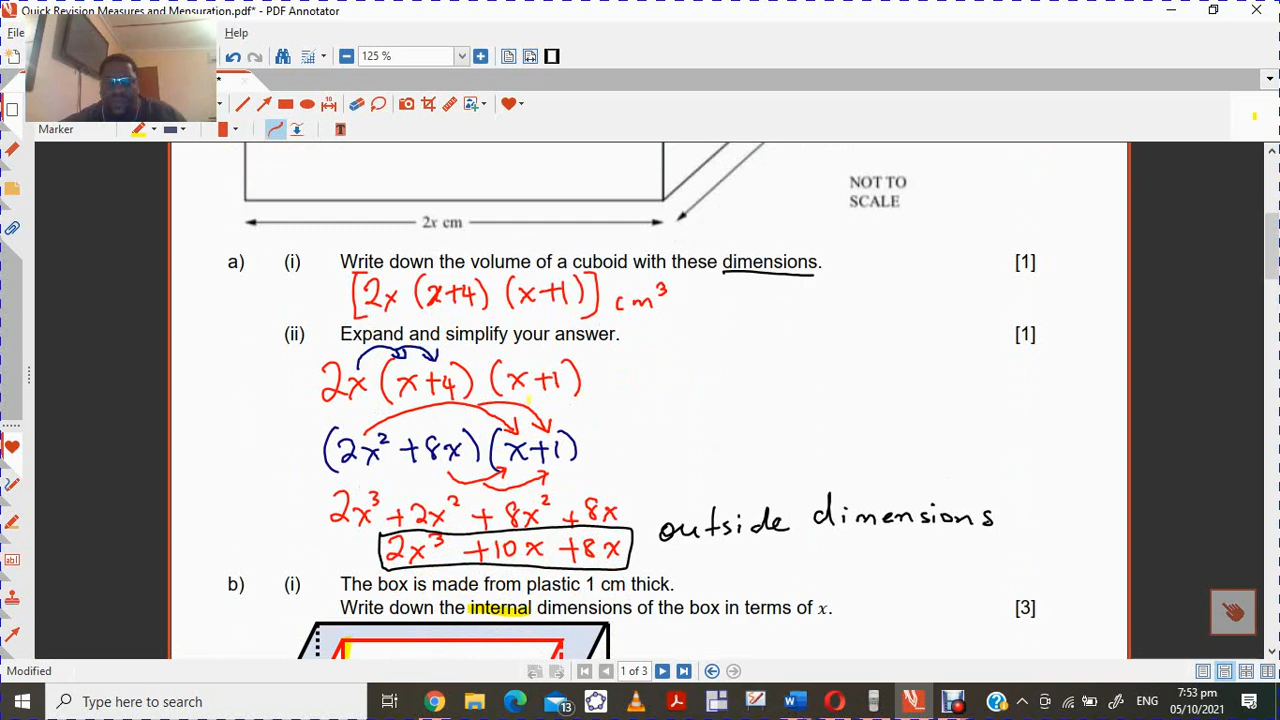 Quick Revision Measures and Mensuration.pdf* - PDF Annotator
Help
125 %
10
Marker
T
NOT TO
SCALE
2x cm
a) (i) Write down the volume of a cuboid with these dimensions. [1]
[2x (x+4) (x+1)] cm³
(ii) Expand and simplify your answer. [1]
2x (x+4) (x+1)
(2x² +8x) (x+1)
2x³ +2x² + 8x² +8x
2x³ +10x +8x
outside dimensions
b) (i) The box is made from plastic 1 cm thick.
Write down the internal dimensions of the box in terms of x. [3]
Modified
1 of 3
Type here to search
13
ENG
7:53 pm
05/10/2021